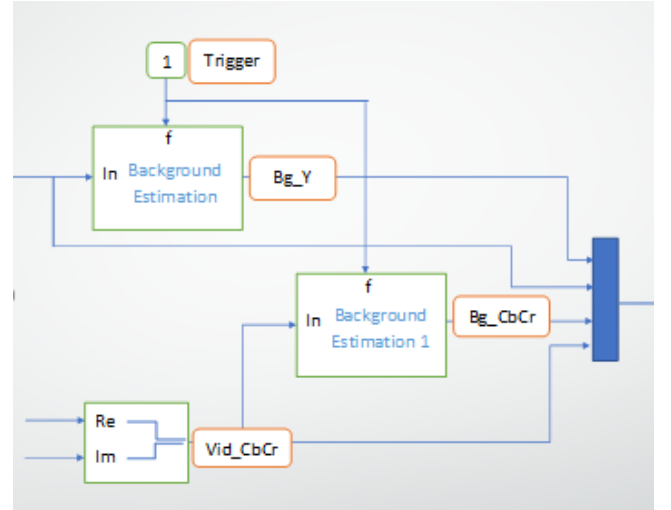 1 Trigger
f
In Background
Estimation
Bg_Y
f
In Background
Estimation 1
Bg_CbCr
Re
Im
Vid_CbCr